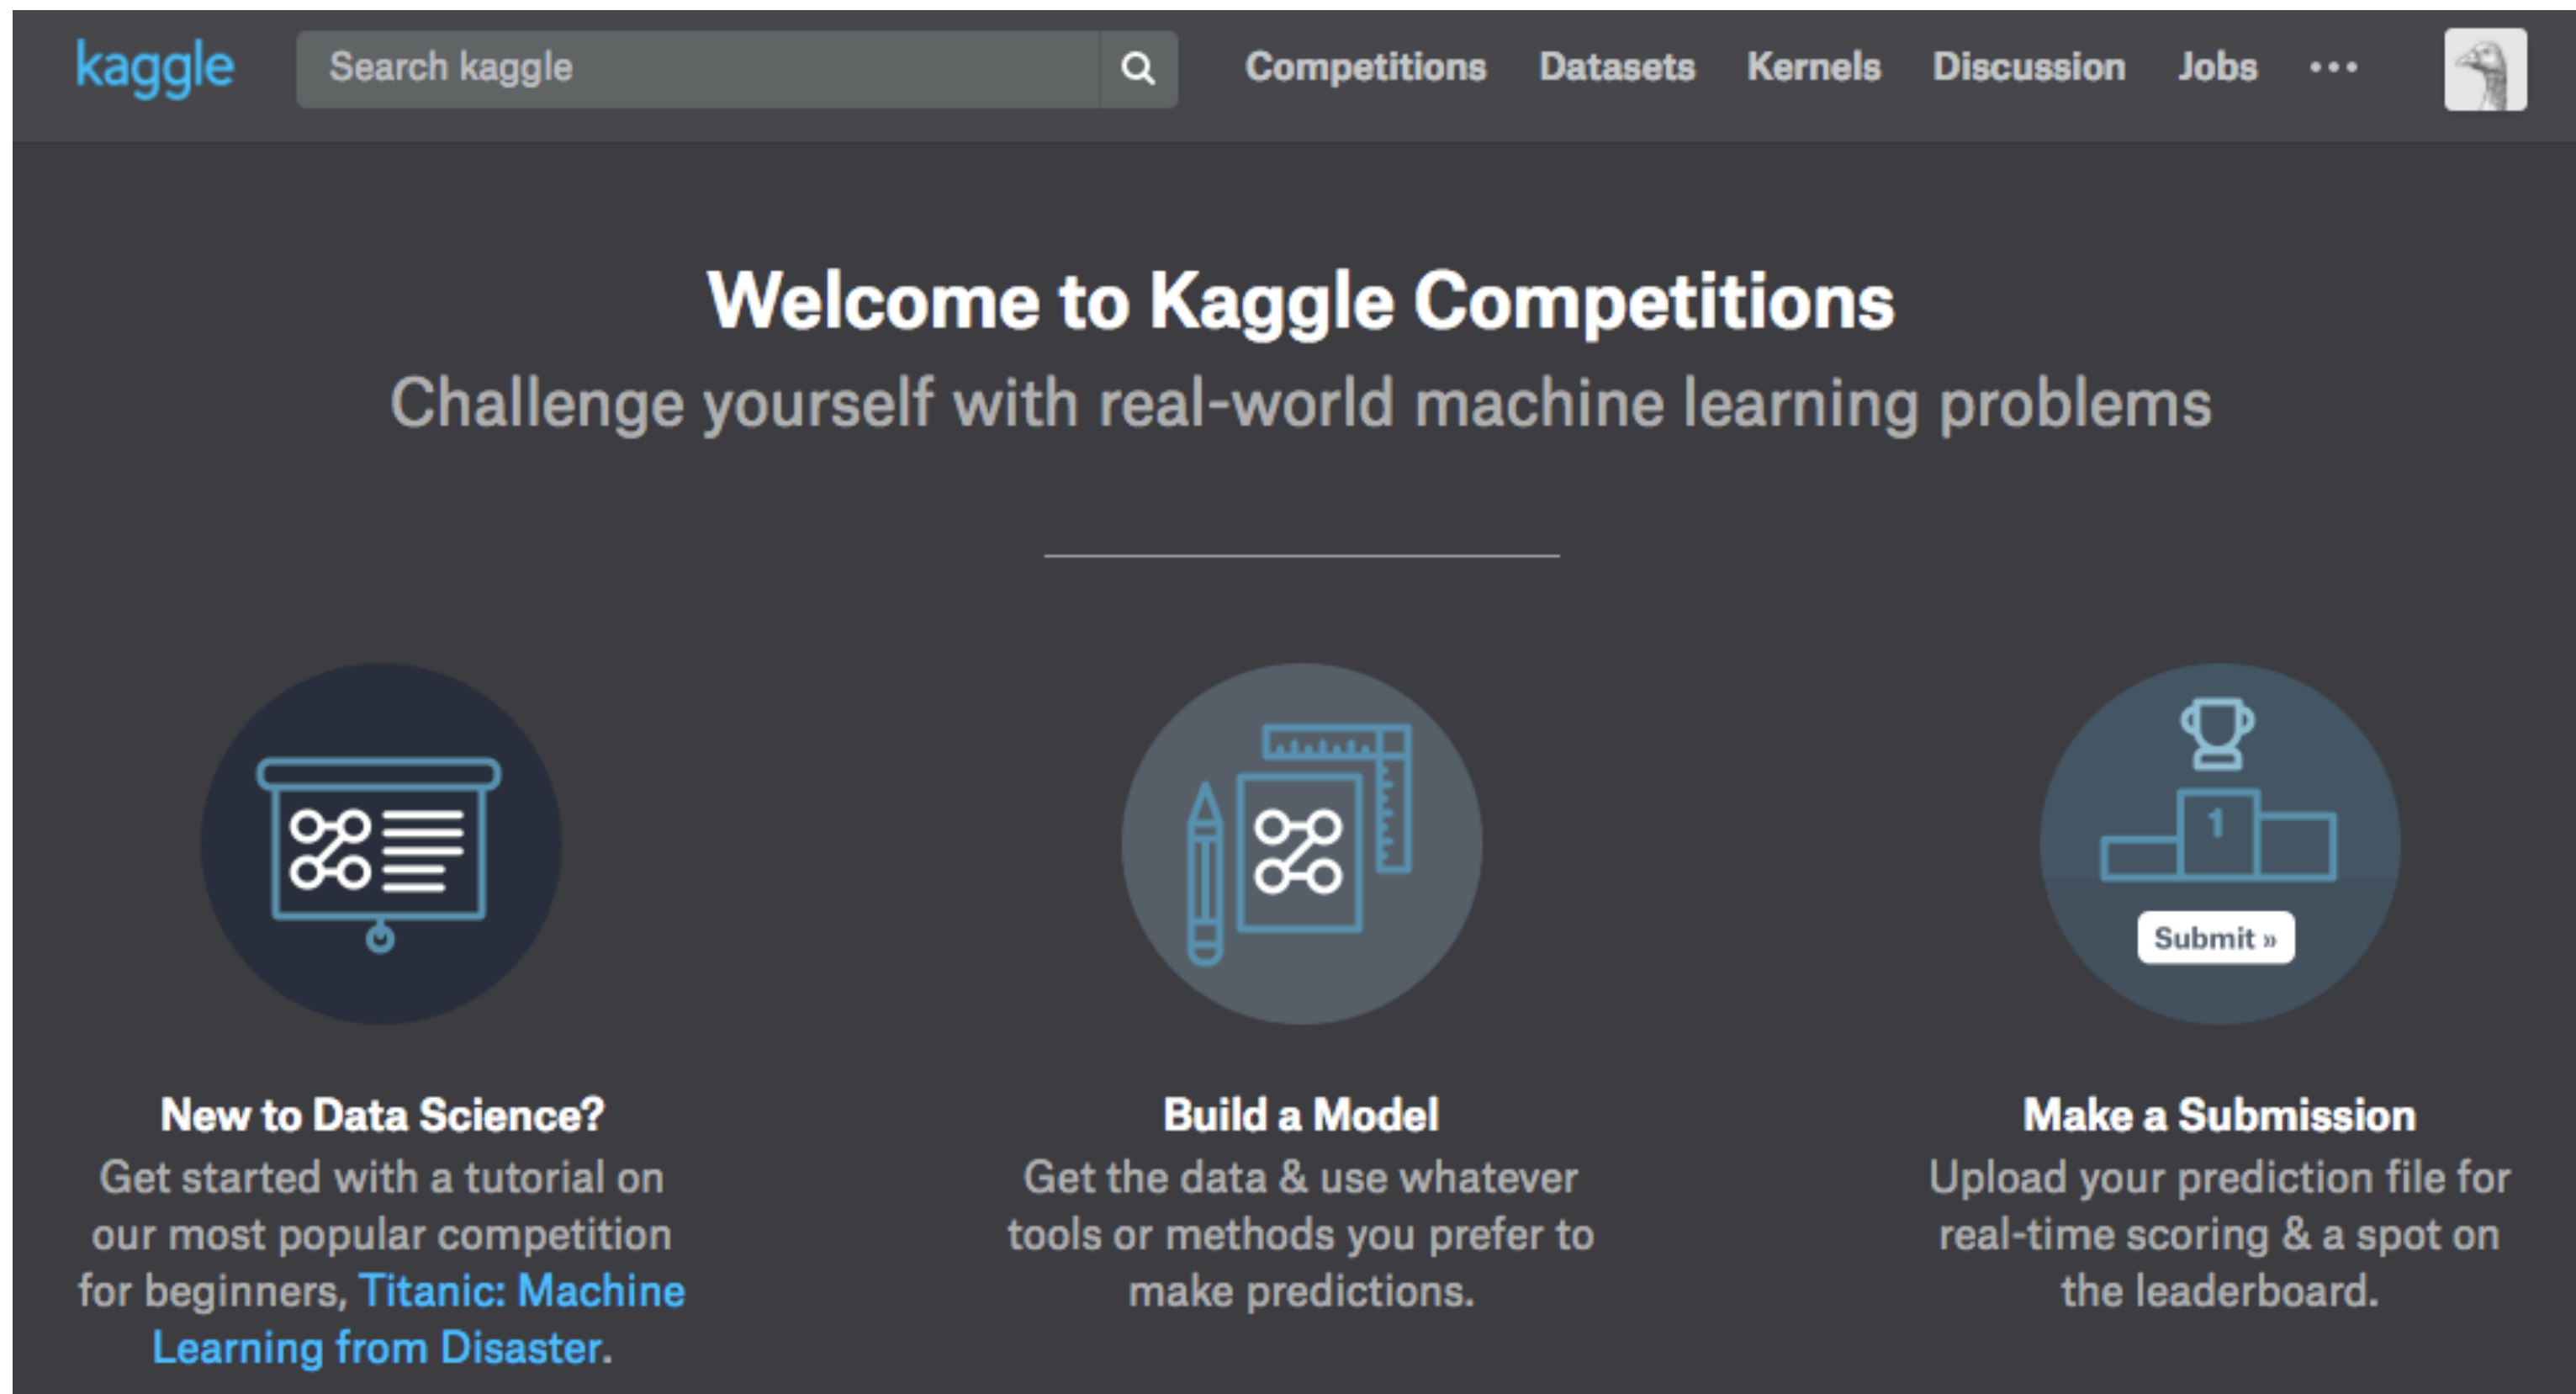 kaggle
Search kaggle
Competitions
Datasets
Kernels
Discussion
Jobs
•••
Welcome to Kaggle Competitions
Challenge yourself with real-world machine learning problems
1
Submit »
New to Data Science?
Get started with a tutorial on
our most popular competition
for beginners, Titanic: Machine
Learning from Disaster.
Build a Model
Get the data & use whatever
tools or methods you prefer to
make predictions.
Make a Submission
Upload your prediction file for
real-time scoring & a spot on
the leaderboard.